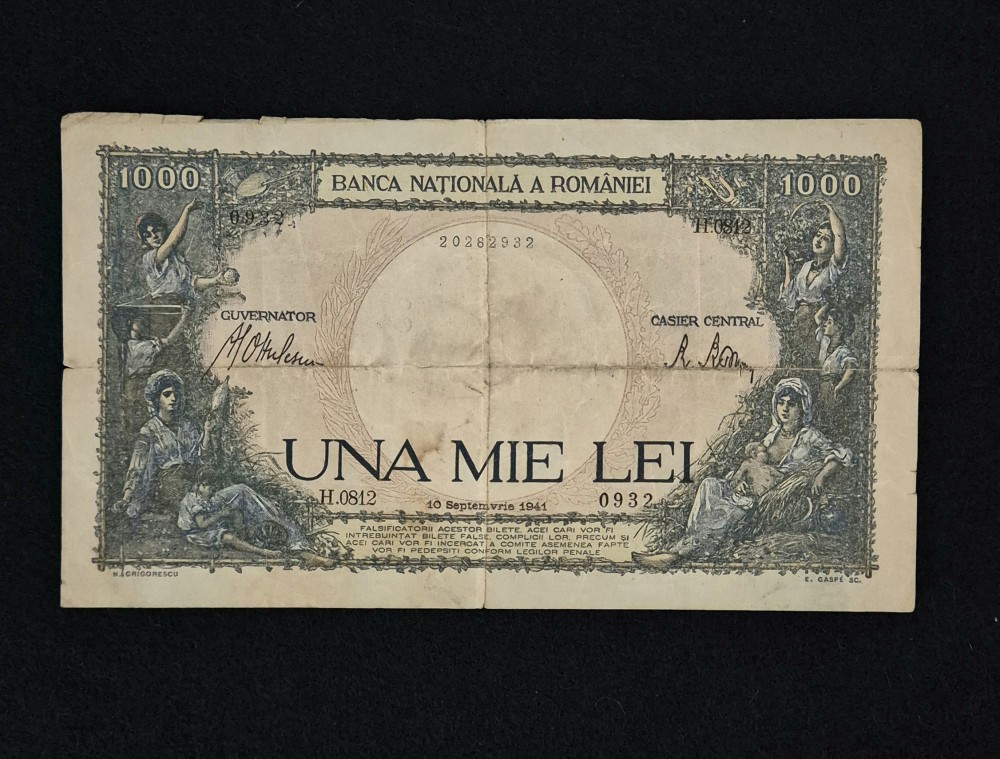 1000
BANCA NAȚIONALĂ A ROMÂNIEI
1000
0932
H.0812
20282932
GUVERNATOR
CASIER CENTRAL
UNA MIE LEI
H.0812
10 Septemvrie 1941
0932
FALSIFICATORII ACESTOR BILETE, ACEI CARI VOR FI
INTREBUINȚAT BILETE FALSE, COMPLICII LOR, PRECUM ȘI
ACEI CARI VOR FI INCERCAT A COMITE ASEMENEA FAPTE
VOR FI PEDEPSIȚI CONFORM LEGILOR PENALE
N. GRIGORESCU
E. GASPÉ SC.